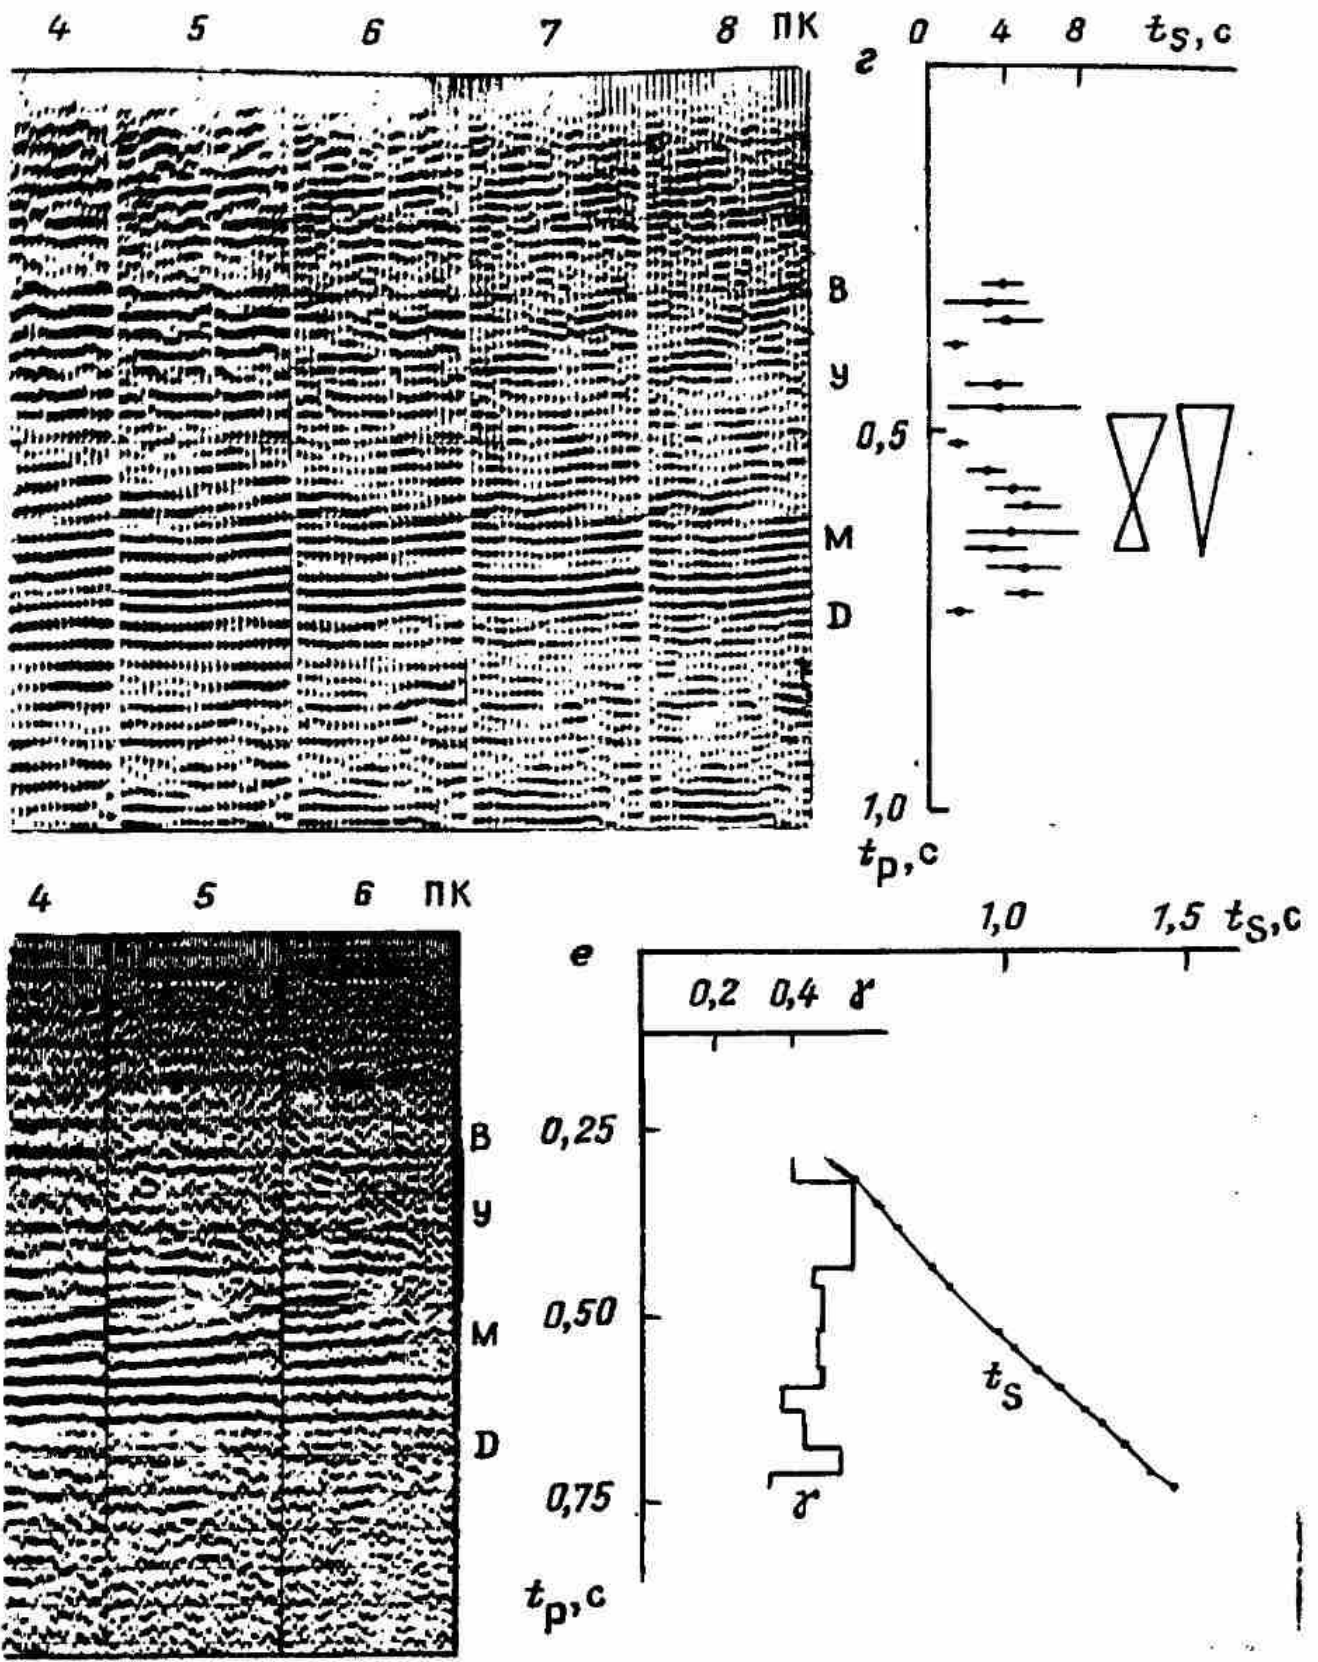 4 5 6 7 8 ПК
г 0 4 8 tS, с
В
У
М
D
0,5
1,0
tp, с
4 5 6 ПК
В
У
М
D
е 1,0 1,5 tS, с
0,2 0,4 γ
0,25
0,50
0,75
tS
γ
tp, с